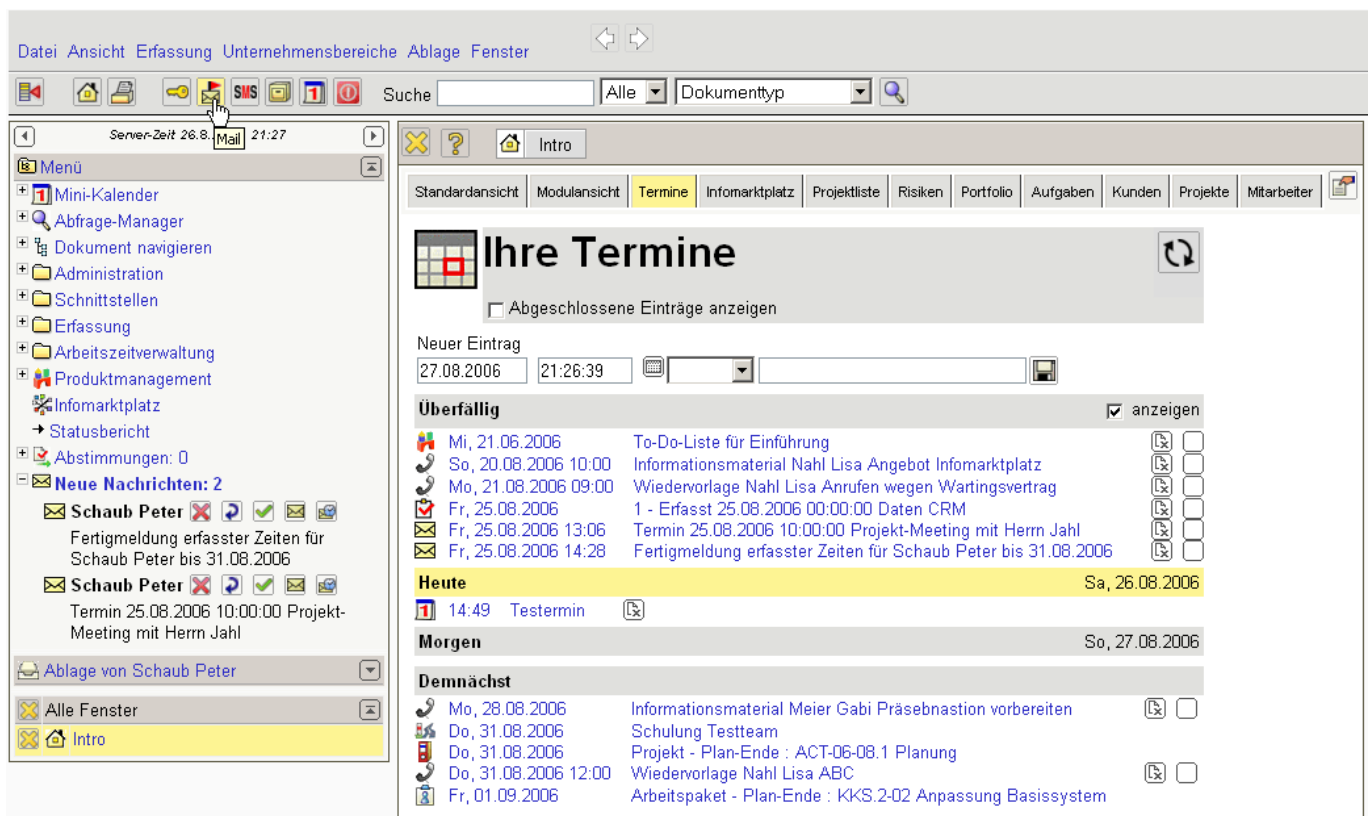 Datei Ansicht Erfassung Unternehmensbereiche Ablage Fenster
SMS 1 Suche Alle Dokumenttyp
Server-Zeit 26.8. 21:27
Mail
Menü
Mini-Kalender
Abfrage-Manager
Dokument navigieren
Administration
Schnittstellen
Erfassung
Arbeitszeitverwaltung
Produktmanagement
Infomarktplatz
Statusbericht
Abstimmungen: 0
Neue Nachrichten: 2
Schaub Peter
Fertigmeldung erfasster Zeiten für
Schaub Peter bis 31.08.2006
Schaub Peter
Termin 25.08.2006 10:00:00 Projekt-
Meeting mit Herrn Jahl
Ablage von Schaub Peter
Alle Fenster
Intro
Intro
Standardansicht Modulansicht Termine Infomarktplatz Projektliste Risiken Portfolio Aufgaben Kunden Projekte Mitarbeiter
Ihre Termine
Abgeschlossene Einträge anzeigen
Neuer Eintrag
27.08.2006 21:26:39
Überfällig anzeigen
Mi, 21.06.2006 To-Do-Liste für Einführung
So, 20.08.2006 10:00 Informationsmaterial Nahl Lisa Angebot Infomarktplatz
Mo, 21.08.2006 09:00 Wiedervorlage Nahl Lisa Anrufen wegen Wartingsvertrag
Fr, 25.08.2006 1 - Erfasst 25.08.2006 00:00:00 Daten CRM
Fr, 25.08.2006 13:06 Termin 25.08.2006 10:00:00 Projekt-Meeting mit Herrn Jahl
Fr, 25.08.2006 14:28 Fertigmeldung erfasster Zeiten für Schaub Peter bis 31.08.2006
Heute Sa, 26.08.2006
1 14:49 Testermin
Morgen So, 27.08.2006
Demnächst
Mo, 28.08.2006 Informationsmaterial Meier Gabi Präsebnastion vorbereiten
Do, 31.08.2006 Schulung Testteam
Do, 31.08.2006 Projekt - Plan-Ende : ACT-06-08.1 Planung
Do, 31.08.2006 12:00 Wiedervorlage Nahl Lisa ABC
Fr, 01.09.2006 Arbeitspaket - Plan-Ende : KKS.2-02 Anpassung Basissystem